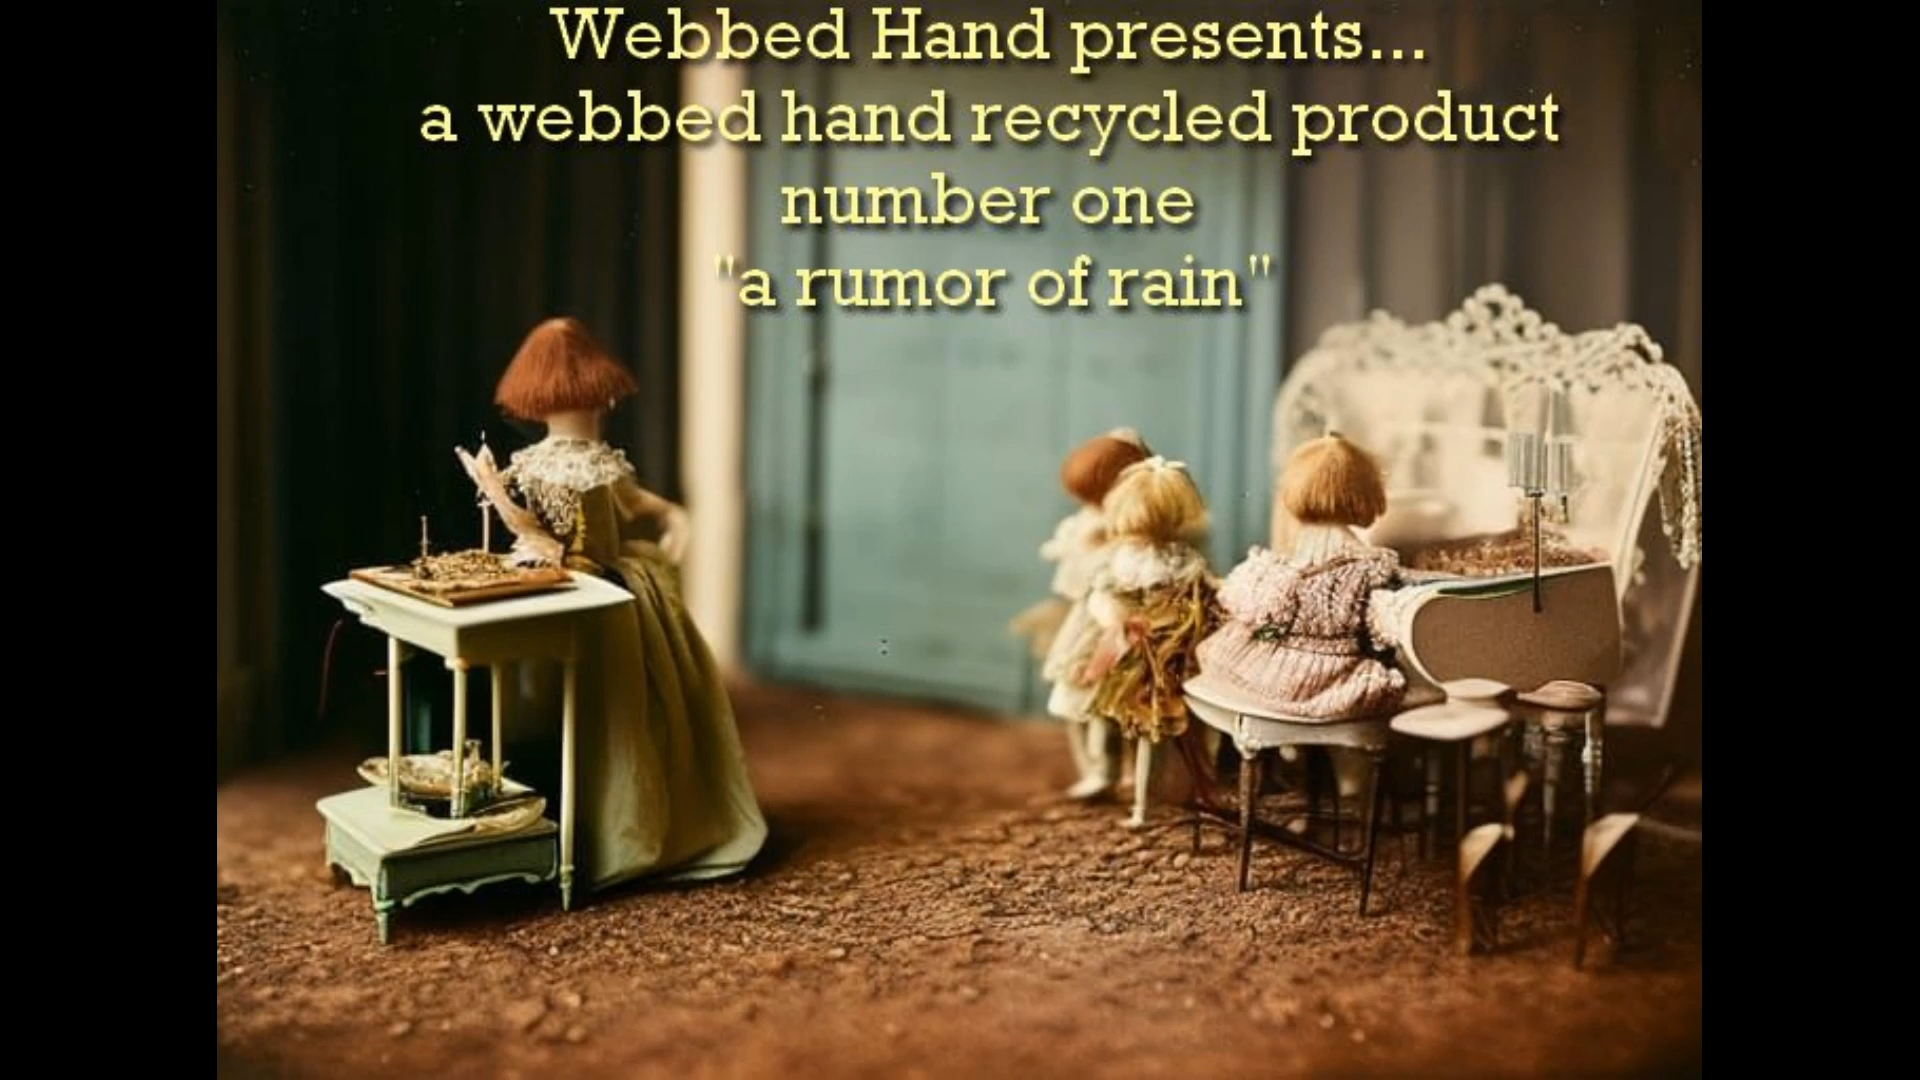 Webbed Hand presents...
a webbed hand recycled product
number one
"a rumor of rain"